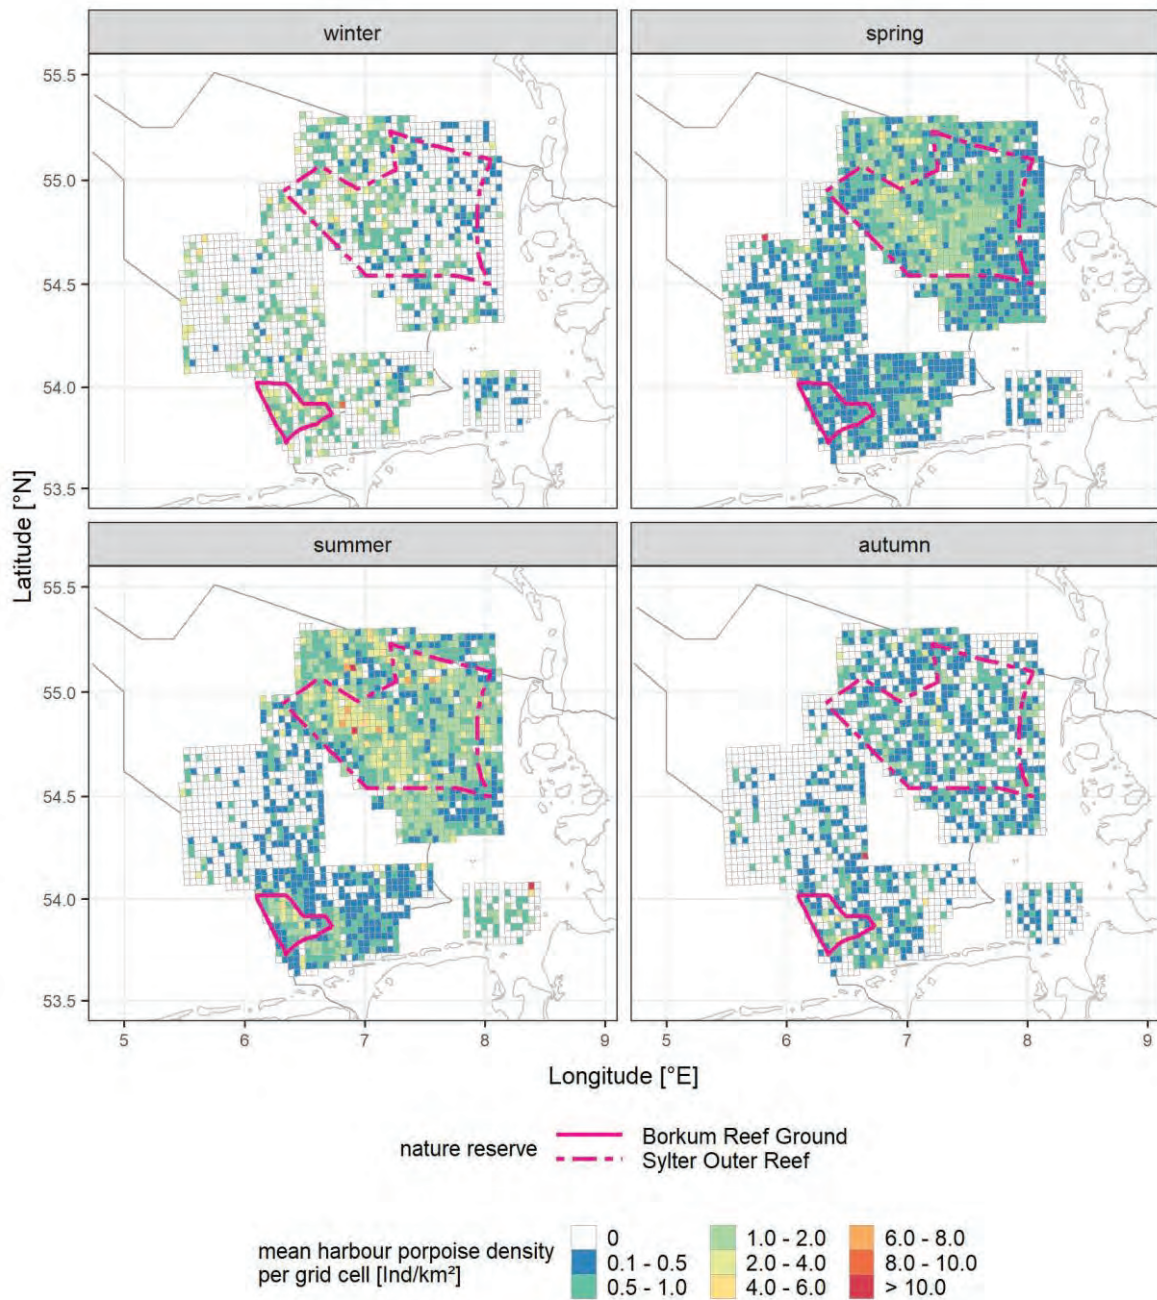 winter
spring
55.5
55.0
54.5
54.0
53.5
summer
autumn
55.5
55.0
54.5
54.0
53.5
Latitude [°N]
5 6 7 8 9 5 6 7 8 9
Longitude [°E]
nature reserve
Borkum Reef Ground
Sylter Outer Reef
mean harbour porpoise density
per grid cell [Ind/km²]
0 1.0 - 2.0 6.0 - 8.0
0.1 - 0.5 2.0 - 4.0 8.0 - 10.0
0.5 - 1.0 4.0 - 6.0 > 10.0